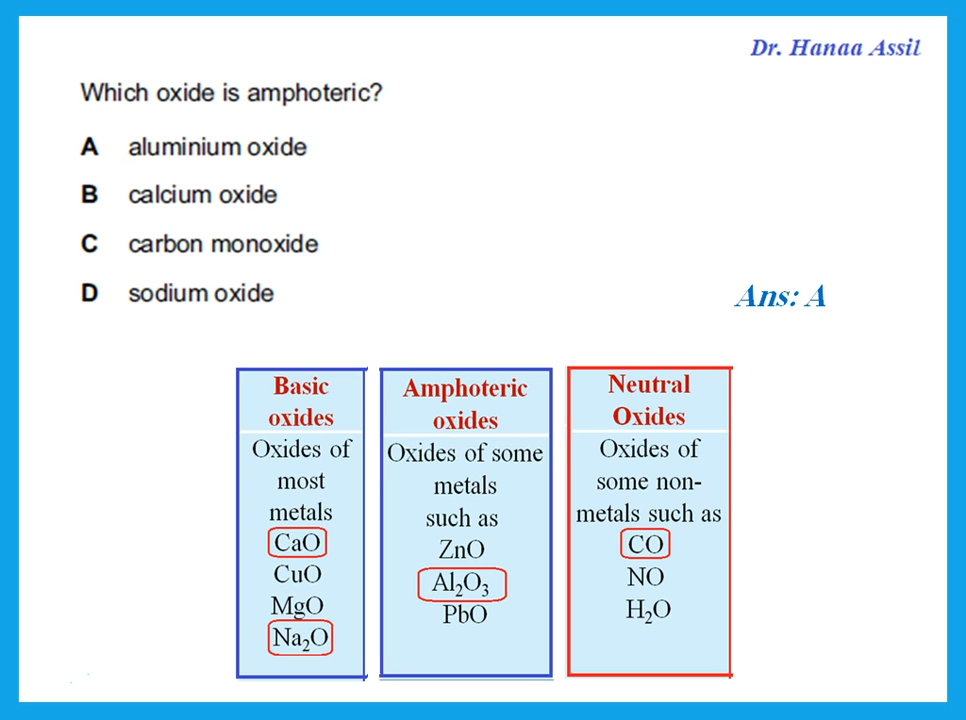 Dr. Hanaa Assil
Which oxide is amphoteric?
A aluminium oxide
B calcium oxide
C carbon monoxide
D sodium oxide
Ans: A
Basic
oxides
Oxides of
most
metals
CaO
CuO
MgO
Na₂O
Amphoteric
oxides
Oxides of some
metals
such as
ZnO
Al₂O₃
PbO
Neutral
Oxides
Oxides of
some non-
metals such as
CO
NO
H₂O